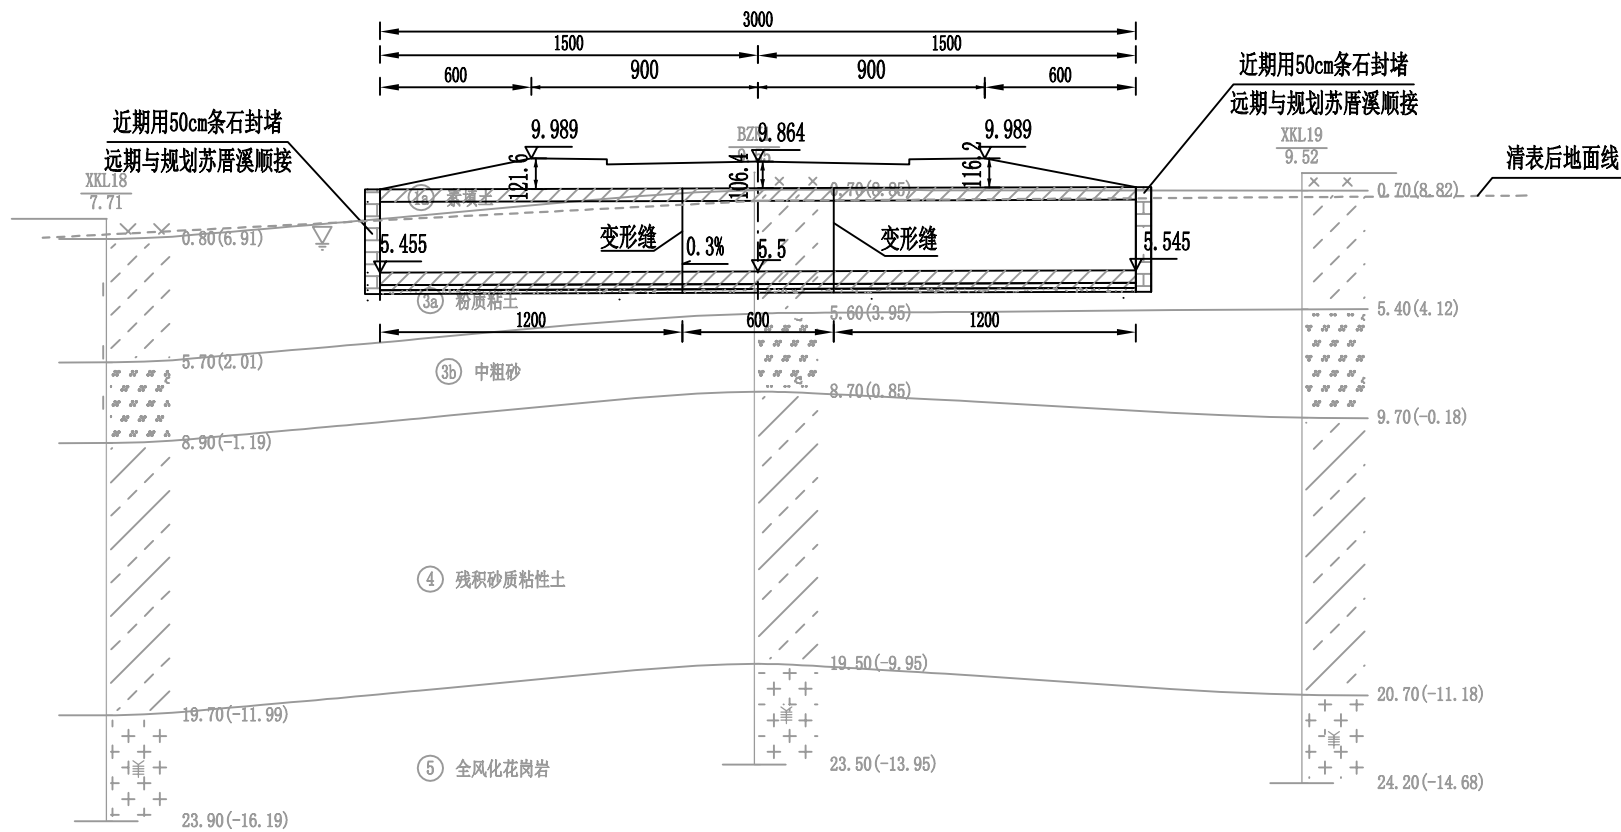 3000
1500
1500
600
900
900
600
近期用50cm条石封堵
远期与规划苏厝溪顺接
近期用50cm条石封堵
远期与规划苏厝溪顺接
9.989
9.864
9.989
XKL18
7.71
XKL19
9.52
清表后地面线
121.6
106.4
116.2
1a 素填土
0.70(8.85)
0.70(8.82)
0.80(6.91)
变形缝
变形缝
5.455
0.3%
5.5
5.545
3a 粉质粘土
5.60(3.95)
5.40(4.12)
1200
600
1200
5.70(2.01)
3b 中粗砂
8.70(0.85)
9.70(-0.18)
8.90(-1.19)
4 残积砂质粘性土
19.50(-9.95)
20.70(-11.18)
19.70(-11.99)
5 全风化花岗岩
23.50(-13.95)
24.20(-14.68)
23.90(-16.19)